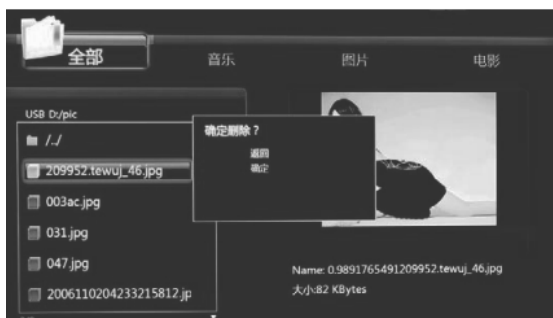 全部
音乐
图片
电影
USB D:/pic
/../
209952.tewuj_46.jpg
003ac.jpg
031.jpg
047.jpg
2006110204233215812.jp
确定删除？
返回
确定
Name: 0.9891765491209952.tewuj_46.jpg
大小:82 KBytes